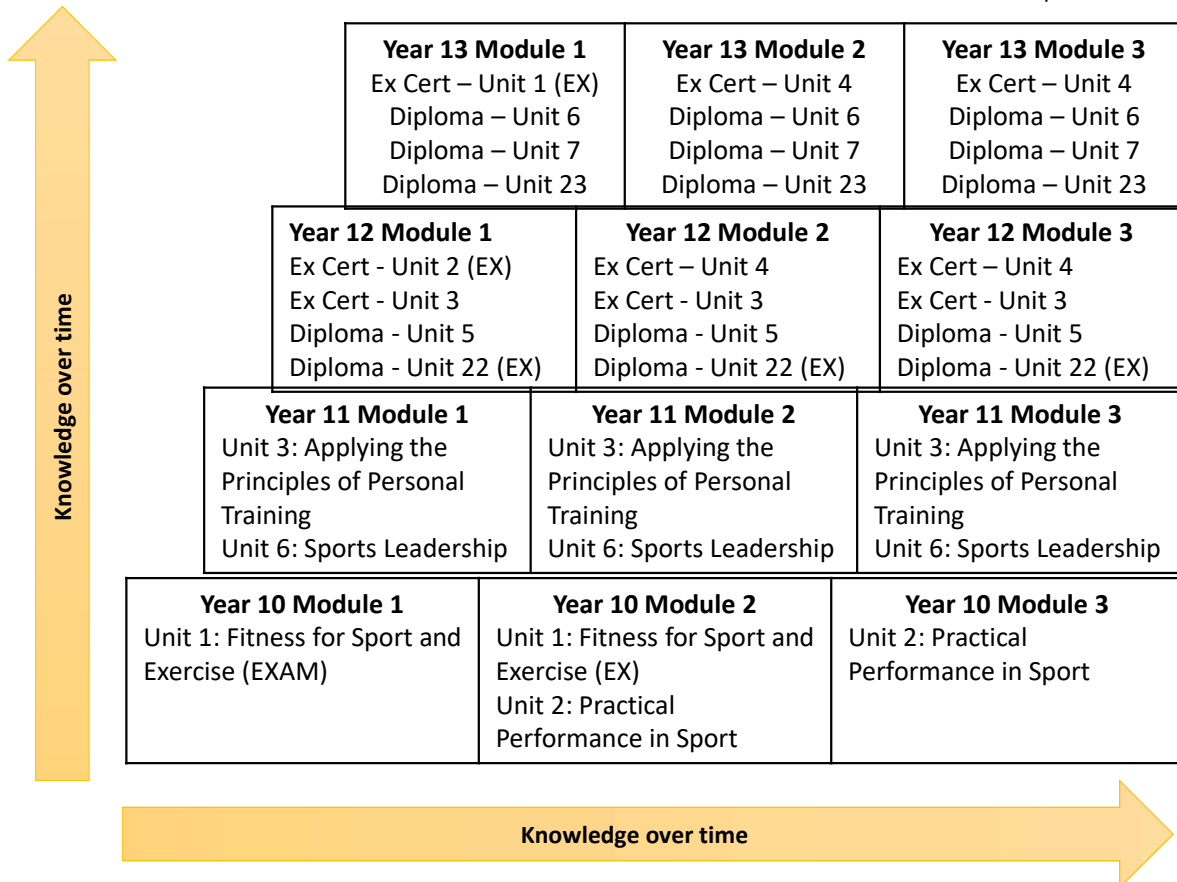 Year 13 Module 1
Ex Cert – Unit 1 (EX)
Diploma – Unit 6
Diploma – Unit 7
Diploma – Unit 23
Year 13 Module 2
Ex Cert – Unit 4
Diploma – Unit 6
Diploma – Unit 7
Diploma – Unit 23
Year 13 Module 3
Ex Cert – Unit 4
Diploma – Unit 6
Diploma – Unit 7
Diploma – Unit 23
Year 12 Module 1
Ex Cert - Unit 2 (EX)
Ex Cert - Unit 3
Diploma - Unit 5
Diploma - Unit 22 (EX)
Year 12 Module 2
Ex Cert – Unit 4
Ex Cert - Unit 3
Diploma - Unit 5
Diploma - Unit 22 (EX)
Year 12 Module 3
Ex Cert – Unit 4
Ex Cert - Unit 3
Diploma - Unit 5
Diploma - Unit 22 (EX)
Knowledge over time
Year 11 Module 1
Unit 3: Applying the
Principles of Personal
Training
Unit 6: Sports Leadership
Year 11 Module 2
Unit 3: Applying the
Principles of Personal
Training
Unit 6: Sports Leadership
Year 11 Module 3
Unit 3: Applying the
Principles of Personal
Training
Unit 6: Sports Leadership
Year 10 Module 1
Unit 1: Fitness for Sport and
Exercise (EXAM)
Year 10 Module 2
Unit 1: Fitness for Sport and
Exercise (EX)
Unit 2: Practical
Performance in Sport
Year 10 Module 3
Unit 2: Practical
Performance in Sport
Knowledge over time